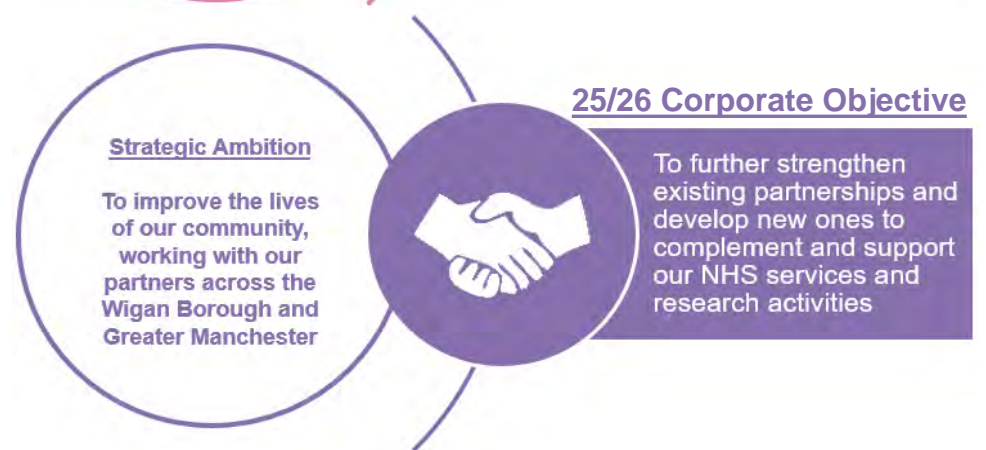 Strategic Ambition
To improve the lives
of our community,
working with our
partners across the
Wigan Borough and
Greater Manchester
25/26 Corporate Objective
To further strengthen
existing partnerships and
develop new ones to
complement and support
our NHS services and
research activities